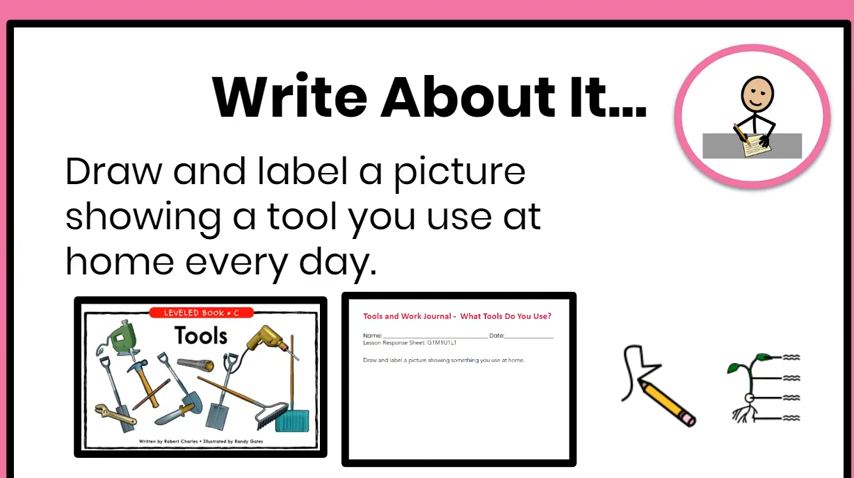 Write About It...
Draw and label a picture
showing a tool you use at
home every day.
LEVELED BOOK • C
Tools
Written by Robert Charles • Illustrated by Randy Gates
Tools and Work Journal - What Tools Do You Use?
Name: Date:
Lesson Response Sheet: G1M1U1L1
Draw and label a picture showing something you use at home.